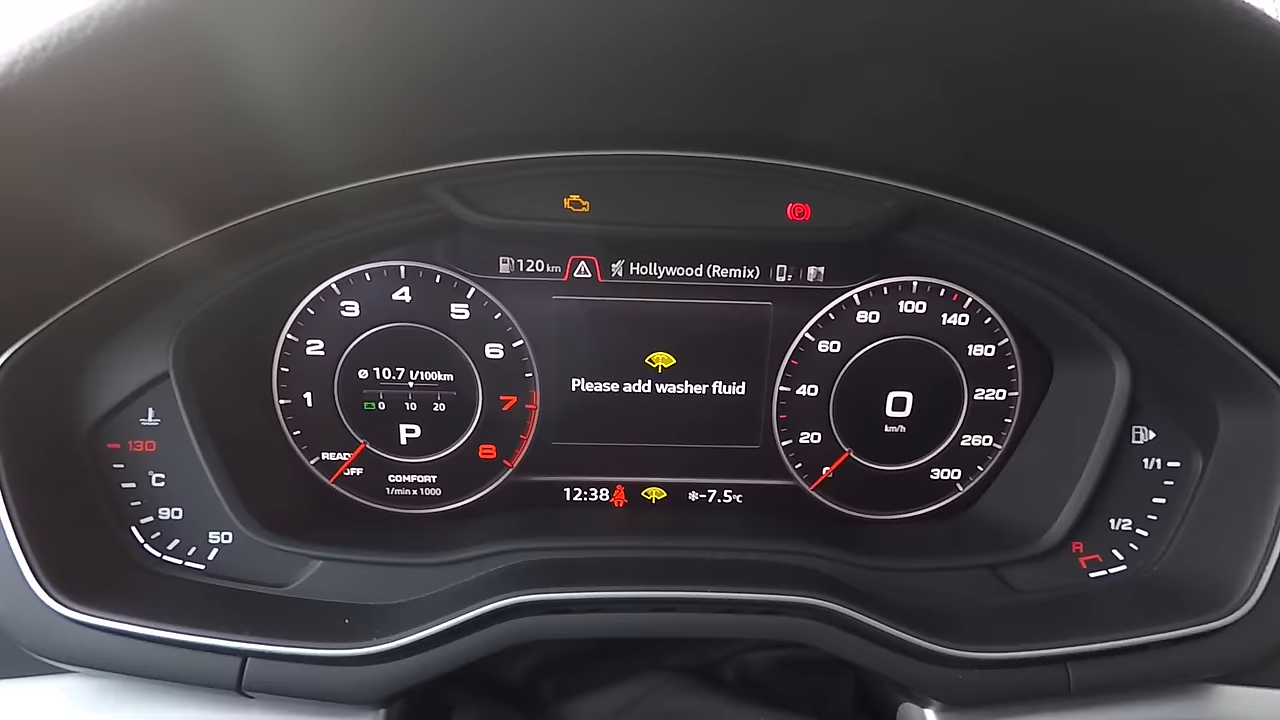 120 km
Hollywood (Remix)
1
2
3
4
5
6
7
8
ø 10.7 l/100km
0 10 20
P
READY
OFF
COMFORT
1/min x 1000
Please add washer fluid
12:38
-7.5°C
0
20
40
60
80
100
140
180
220
260
300
0
km/h
130
°C
90
50
1/1
1/2
R
(P)